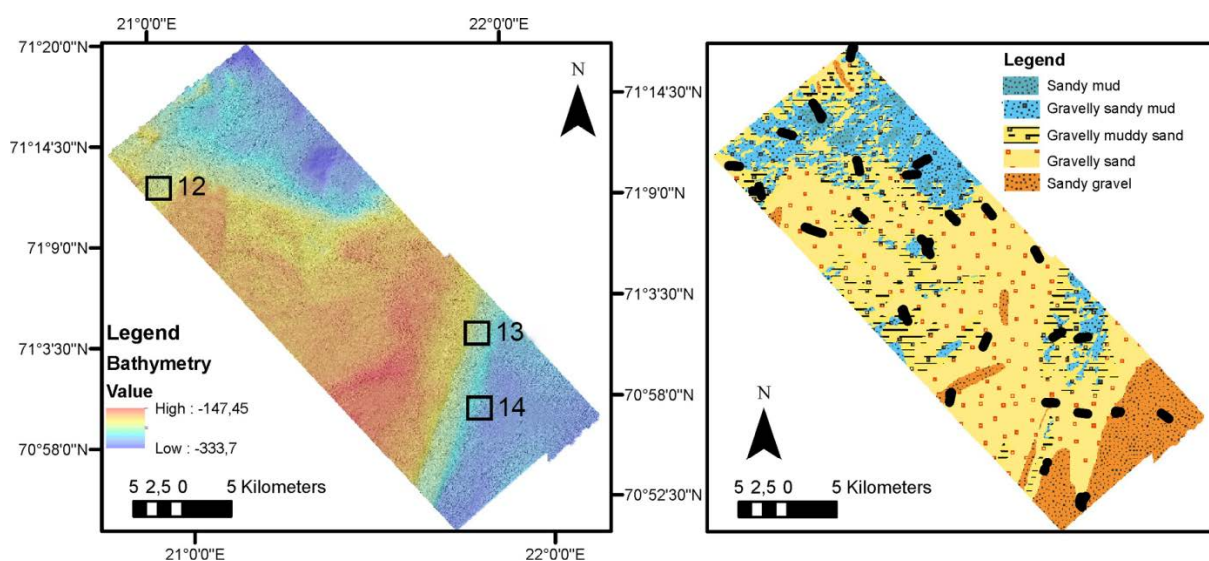 21°0'0"E 22°0'0"E
71°20'0"N
71°14'30"N
71°9'0"N
71°3'30"N
70°58'0"N
N
12
13
14
Legend
Bathymetry
Value
High : -147,45
Low : -333,7
5 2,5 0 5 Kilometers
21°0'0"E 22°0'0"E
71°14'30"N
71°9'0"N
71°3'30"N
70°58'0"N
70°52'30"N
Legend
Sandy mud
Gravelly sandy mud
Gravelly muddy sand
Gravelly sand
Sandy gravel
N
5 2,5 0 5 Kilometers